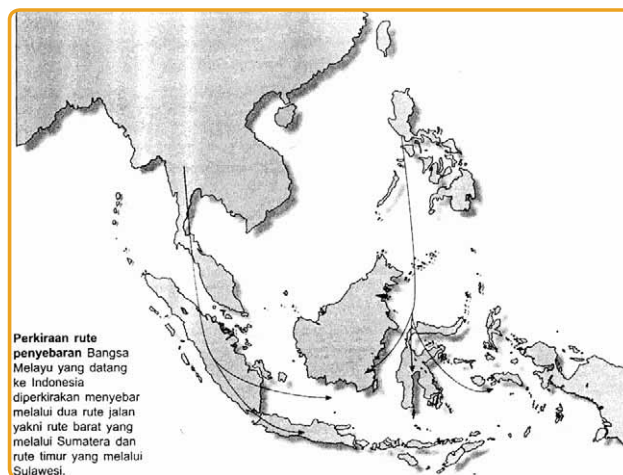 Perkiraan rute
penyebaran Bangsa
Melayu yang datang
ke Indonesia
diperkirakan menyebar
melalui dua rute jalan
yakni rute barat yang
melalui Sumatera dan
rute timur yang melalui
Sulawesi.